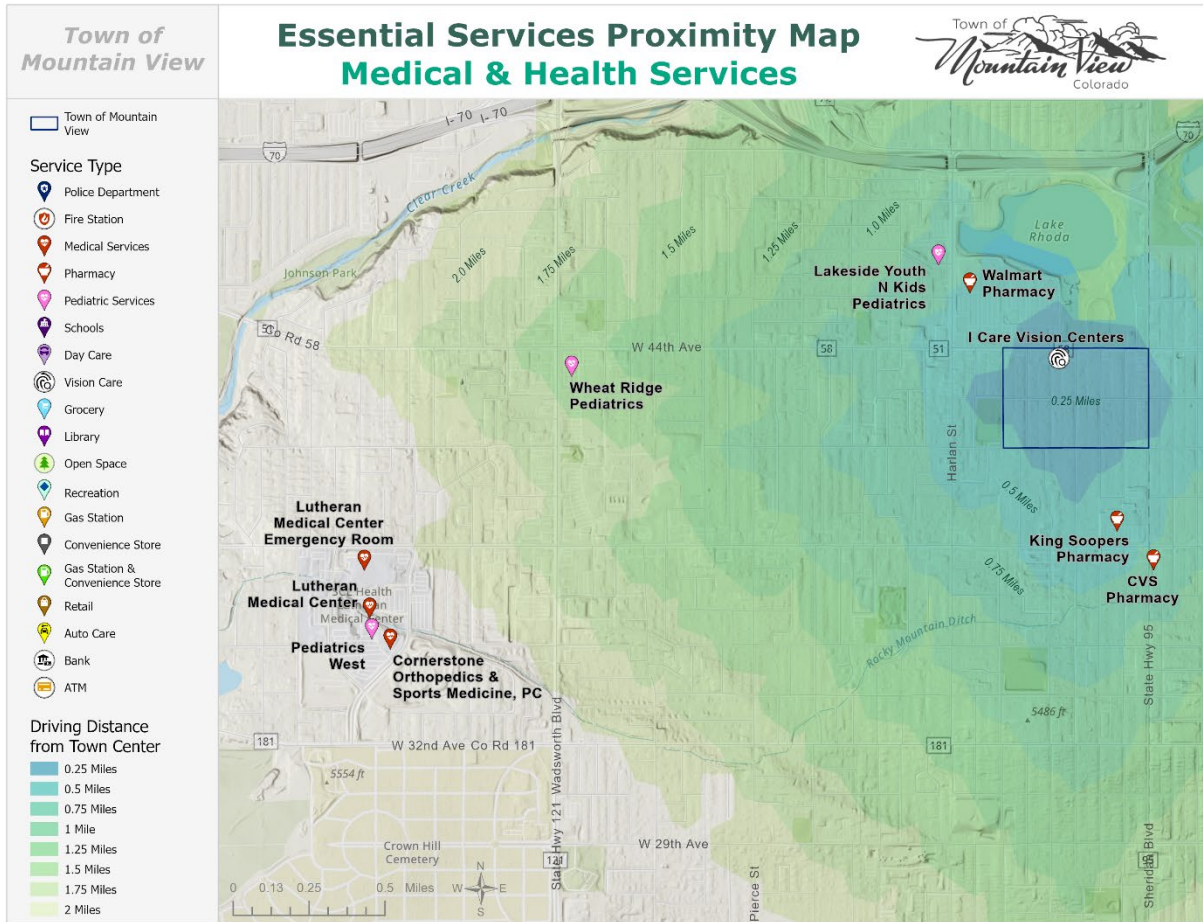 Town of
Mountain View
Essential Services Proximity Map
Medical & Health Services
Town of
Mountain View
Colorado
Town of Mountain
View
Service Type
Police Department
Fire Station
Medical Services
Pharmacy
Pediatric Services
Schools
Day Care
Vision Care
Grocery
Library
Open Space
Recreation
Gas Station
Convenience Store
Gas Station &
Convenience Store
Retail
Auto Care
Bank
ATM
Driving Distance
from Town Center
0.25 Miles
0.5 Miles
0.75 Miles
1 Mile
1.25 Miles
1.5 Miles
1.75 Miles
2 Miles
I- 70
I- 70
70
70
Clear Creek
Johnson Park
Co Rd 58
2.0 Miles
1.75 Miles
1.5 Miles
1.25 Miles
1.0 Miles
Lake
Rhoda
Lakeside Youth
N Kids
Pediatrics
Walmart
Pharmacy
I Care Vision Centers
W 44th Ave
58
51
Wheat Ridge
Pediatrics
0.25 Miles
Harlan St
0.5 Miles
King Soopers
Pharmacy
CVS
Pharmacy
0.75 Miles
Lutheran
Medical Center
Emergency Room
Lutheran
Medical Center
SCL Health
Medical Center
Pediatrics
West
Cornerstone
Orthopedics &
Sports Medicine, PC
Rocky Mountain Ditch
State Hwy 95
5486 ft
181
W 32nd Ave Co Rd 181
181
5554 ft
State Hwy 121 Wadsworth Blvd
Crown Hill
Cemetery
121
W 29th Ave
Pierce St
Sheridan Blvd
95
0 0.13 0.25 0.5 Miles
N
W E
S